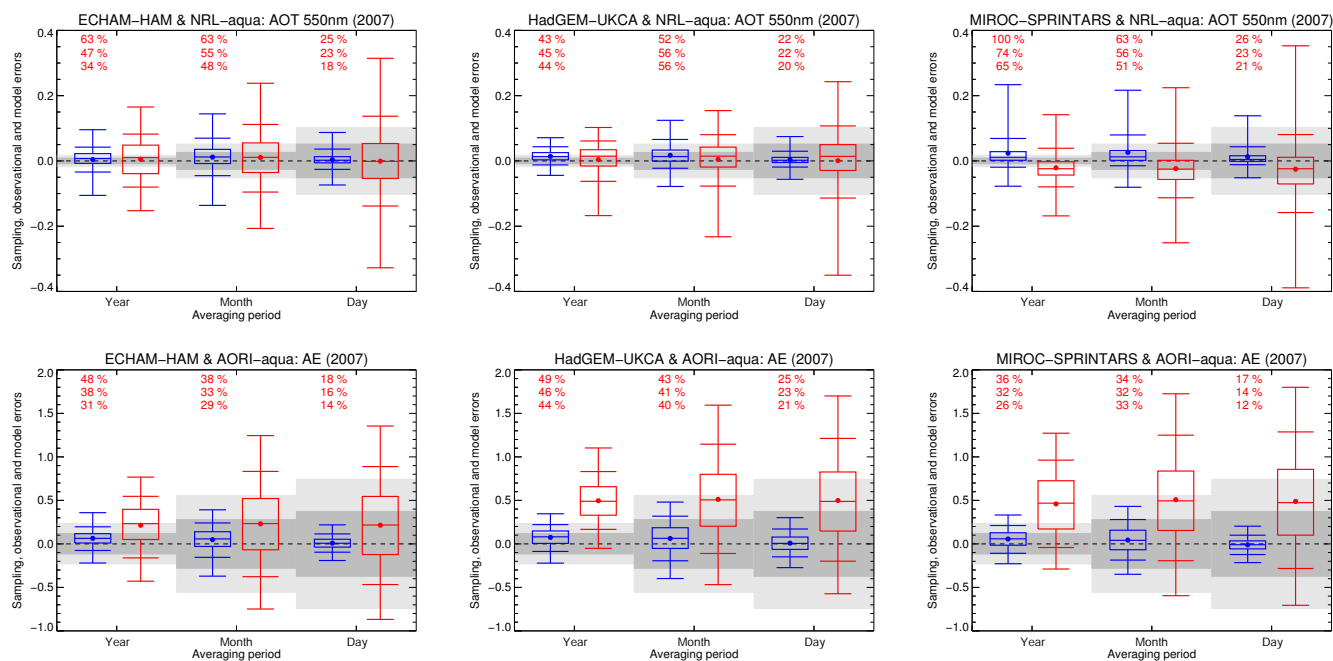 ECHAM−HAM & NRL−aqua: AOT 550nm (2007)
Sampling, observational and model errors
0.4
0.2
0.0
−0.2
−0.4
63 %
47 %
34 %
63 %
55 %
48 %
25 %
23 %
18 %
Year
Month
Day
Averaging period
HadGEM−UKCA & NRL−aqua: AOT 550nm (2007)
Sampling, observational and model errors
0.4
0.2
0.0
−0.2
−0.4
43 %
45 %
44 %
52 %
56 %
56 %
22 %
22 %
20 %
Year
Month
Day
Averaging period
MIROC−SPRINTARS & NRL−aqua: AOT 550nm (2007)
Sampling, observational and model errors
0.4
0.2
0.0
−0.2
−0.4
100 %
74 %
65 %
63 %
56 %
51 %
26 %
23 %
21 %
Year
Month
Day
Averaging period
ECHAM−HAM & AORI−aqua: AE (2007)
Sampling, observational and model errors
2.0
1.5
1.0
0.5
0.0
−0.5
−1.0
48 %
38 %
31 %
38 %
33 %
29 %
18 %
16 %
14 %
Year
Month
Day
Averaging period
HadGEM−UKCA & AORI−aqua: AE (2007)
Sampling, observational and model errors
2.0
1.5
1.0
0.5
0.0
−0.5
−1.0
49 %
46 %
44 %
43 %
41 %
40 %
25 %
23 %
21 %
Year
Month
Day
Averaging period
MIROC−SPRINTARS & AORI−aqua: AE (2007)
Sampling, observational and model errors
2.0
1.5
1.0
0.5
0.0
−0.5
−1.0
36 %
32 %
26 %
34 %
32 %
33 %
17 %
14 %
12 %
Year
Month
Day
Averaging period